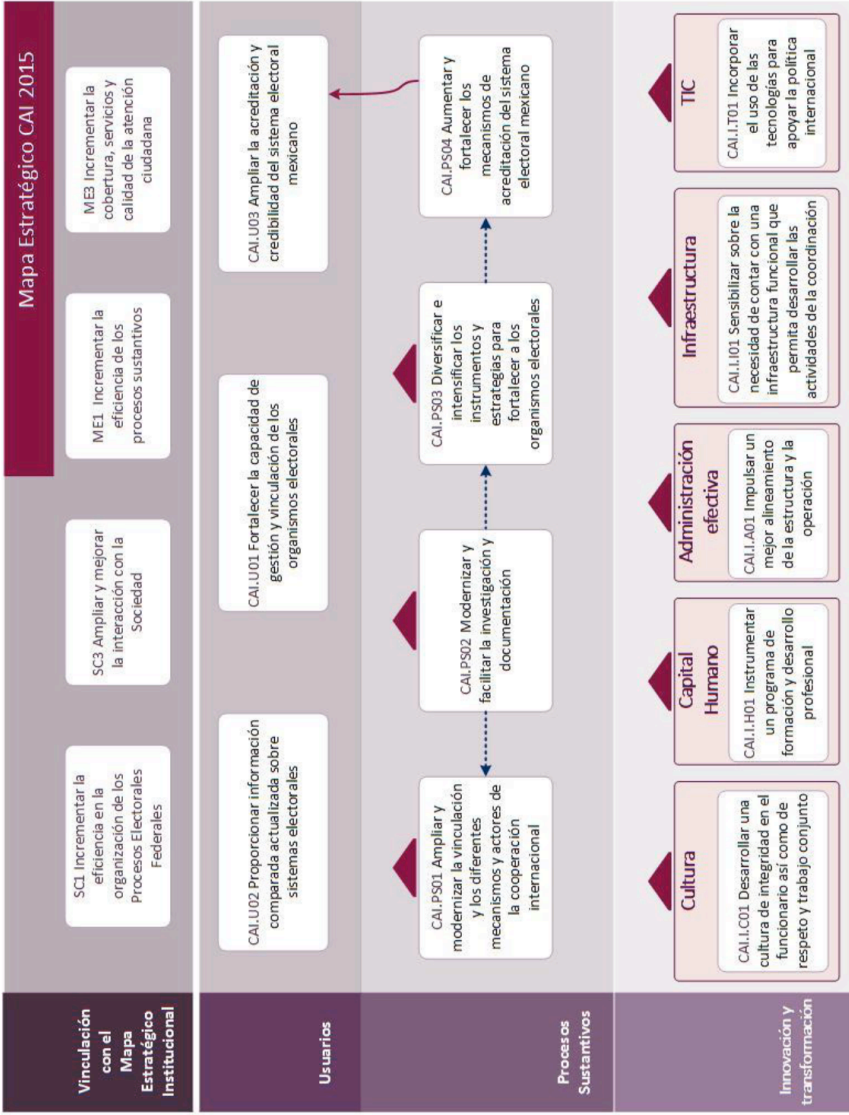 Mapa Estratégico CAI 2015
Vinculación
con el
Mapa
Estratégico
Institucional
SC1 Incrementar la
eficiencia en la
organización de los
Procesos Electorales
Federales
SC3 Ampliar y mejorar
la interacción con la
Sociedad
ME1 Incrementar la
eficiencia de los
procesos sustantivos
ME3 Incrementar la
cobertura, servicios y
calidad de la atención
ciudadana
Usuarios
CAI.U02 Proporcionar información
comparada actualizada sobre
sistemas electorales
CAI.U01 Fortalecer la capacidad de
gestión y vinculación de los
organismos electorales
CAI.U03 Ampliar la acreditación y
credibilidad del sistema electoral
mexicano
Procesos
Sustantivos
CAI.PS01 Ampliar y
modernizar la vinculación
y los diferentes
mecanismos y actores de
la cooperación
internacional
CAI.PS02 Modernizar y
facilitar la investigación y
documentación
CAI.PS03 Diversificar e
intensificar los
instrumentos y
estrategias para
fortalecer a los
organismos electorales
CAI.PS04 Aumentar y
fortalecer los
mecanismos de
acreditación del sistema
electoral mexicano
Innovación y
transformación
Cultura
CAI.I.C01 Desarrollar una
cultura de integridad en el
funcionario así como de
respeto y trabajo conjunto
Capital
Humano
CAI.I.H01 Instrumentar
un programa de
formación y desarrollo
profesional
Administración
efectiva
CAI.I.A01 Impulsar un
mejor alineamiento
de la estructura y la
operación
Infraestructura
CAI.I.I01 Sensibilizar sobre la
necesidad de contar con una
infraestructura funcional que
permita desarrollar las
actividades de la coordinación
TIC
CAI.I.T01 Incorporar
el uso de las
tecnologías para
apoyar la política
internacional